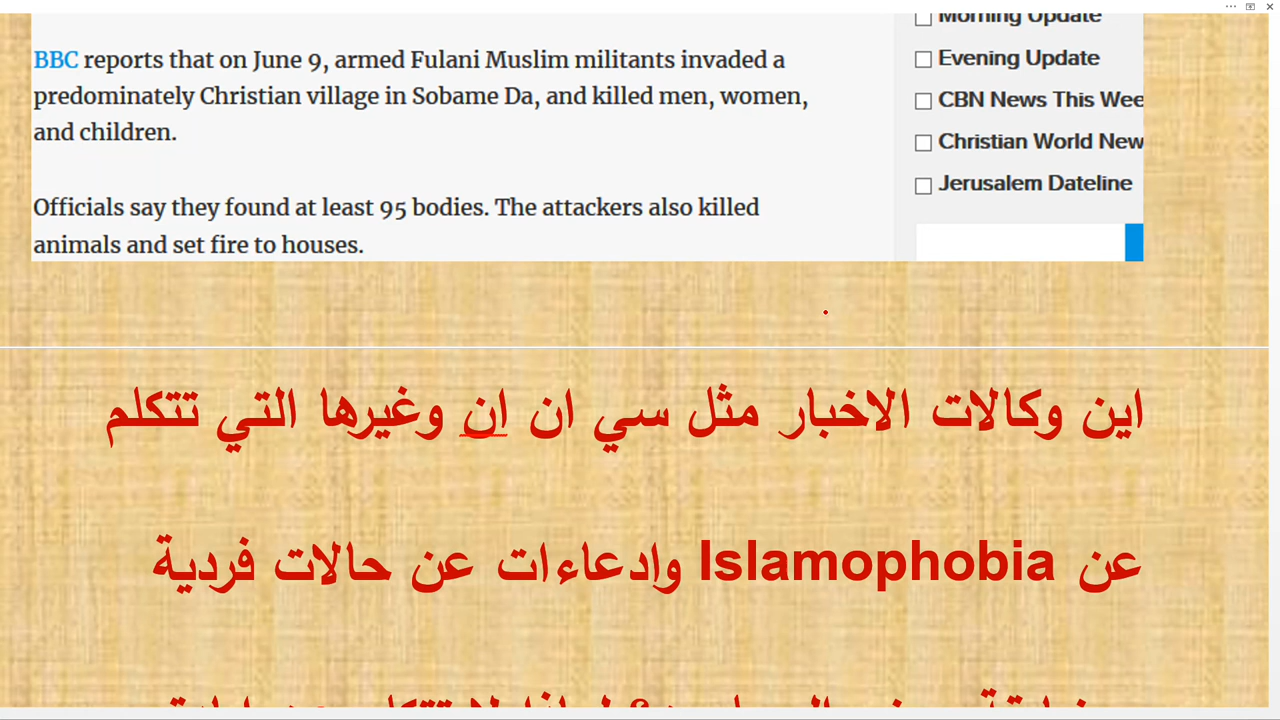 Morning Update
BBC reports that on June 9, armed Fulani Muslim militants invaded a
predominately Christian village in Sobame Da, and killed men, women,
and children.
Officials say they found at least 95 bodies. The attackers also killed
animals and set fire to houses.
Evening Update
CBN News This Wee
Christian World New
Jerusalem Dateline
اين وكالات الاخبار مثل سي ان ان وغيرها التي تتكلم
عن Islamophobia وادعاءات عن حالات فردية